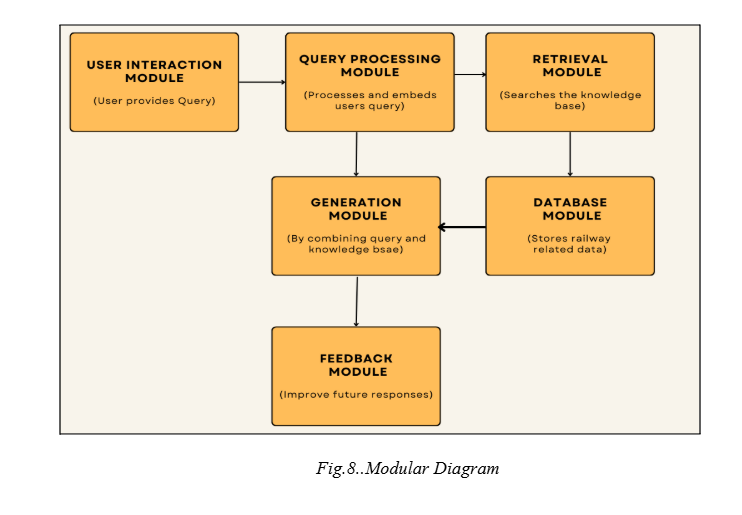 USER INTERACTION
MODULE
(User provides Query)
QUERY PROCESSING
MODULE
(Processes and embeds
users query)
RETRIEVAL
MODULE
(Searches the knowledge
base)
GENERATION
MODULE
(By combining query and
knowledge bsae)
DATABASE
MODULE
(Stores railway
related data)
FEEDBACK
MODULE
(Improve future responses)
Fig.8..Modular Diagram